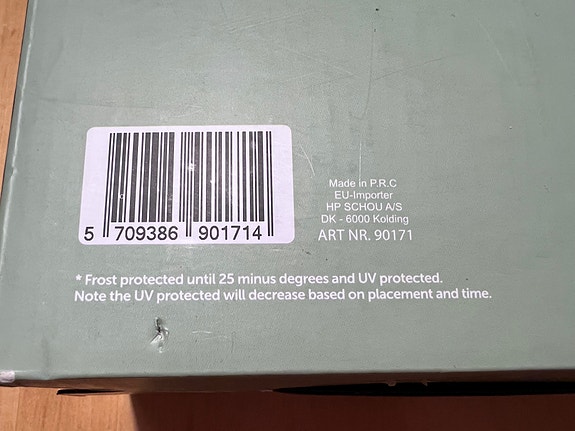 5 709386 901714
Made in P.R.C
EU-Importer
HP SCHOU A/S
DK - 6000 Kolding
ART NR. 90171
* Frost protected until 25 minus degrees and UV protected.
Note the UV protected will decrease based on placement and time.